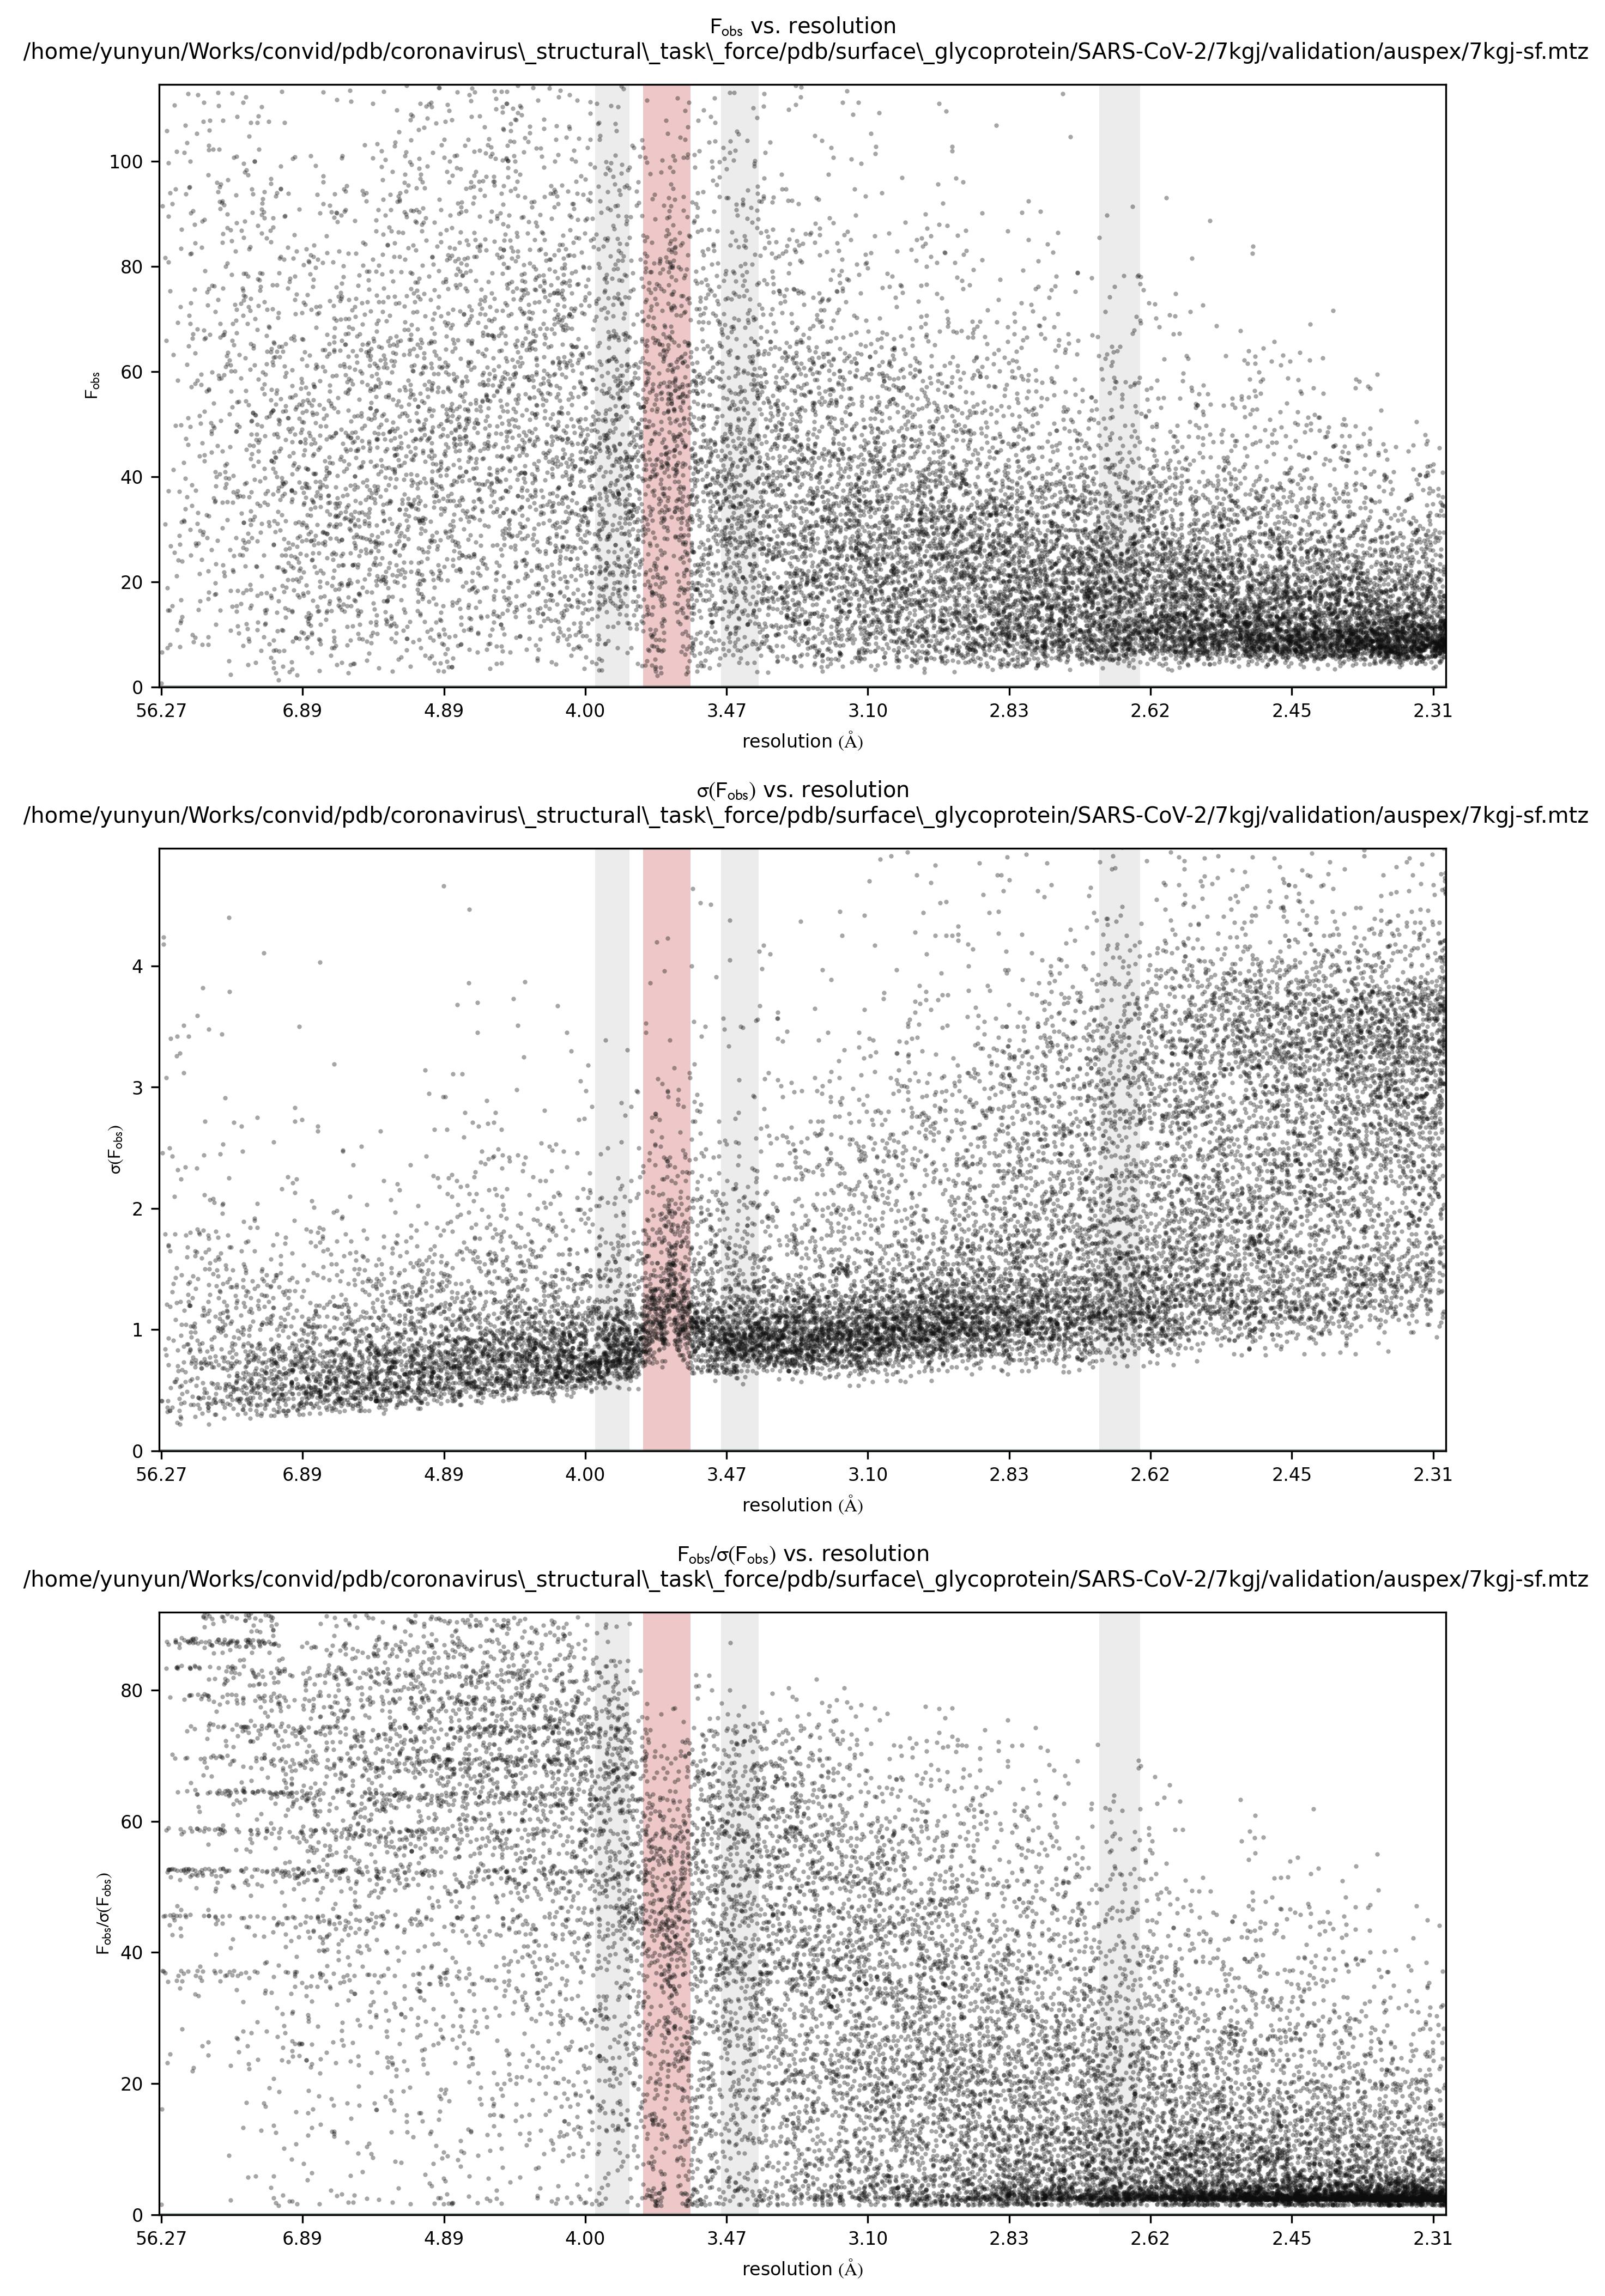 Fobs vs. resolution
/home/yunyun/Works/convid/pdb/coronavirus\_structural\_task\_force/pdb/surface\_glycoprotein/SARS-CoV-2/7kgj/validation/auspex/7kgj-sf.mtz
100
80
60
40
20
0
Fobs
56.27 6.89 4.89 4.00 3.47 3.10 2.83 2.62 2.45 2.31
resolution (Å)
σ(Fobs) vs. resolution
/home/yunyun/Works/convid/pdb/coronavirus\_structural\_task\_force/pdb/surface\_glycoprotein/SARS-CoV-2/7kgj/validation/auspex/7kgj-sf.mtz
4
3
2
1
0
σ(Fobs)
56.27 6.89 4.89 4.00 3.47 3.10 2.83 2.62 2.45 2.31
resolution (Å)
Fobs/σ(Fobs) vs. resolution
/home/yunyun/Works/convid/pdb/coronavirus\_structural\_task\_force/pdb/surface\_glycoprotein/SARS-CoV-2/7kgj/validation/auspex/7kgj-sf.mtz
80
60
40
20
0
Fobs/σ(Fobs)
56.27 6.89 4.89 4.00 3.47 3.10 2.83 2.62 2.45 2.31
resolution (Å)